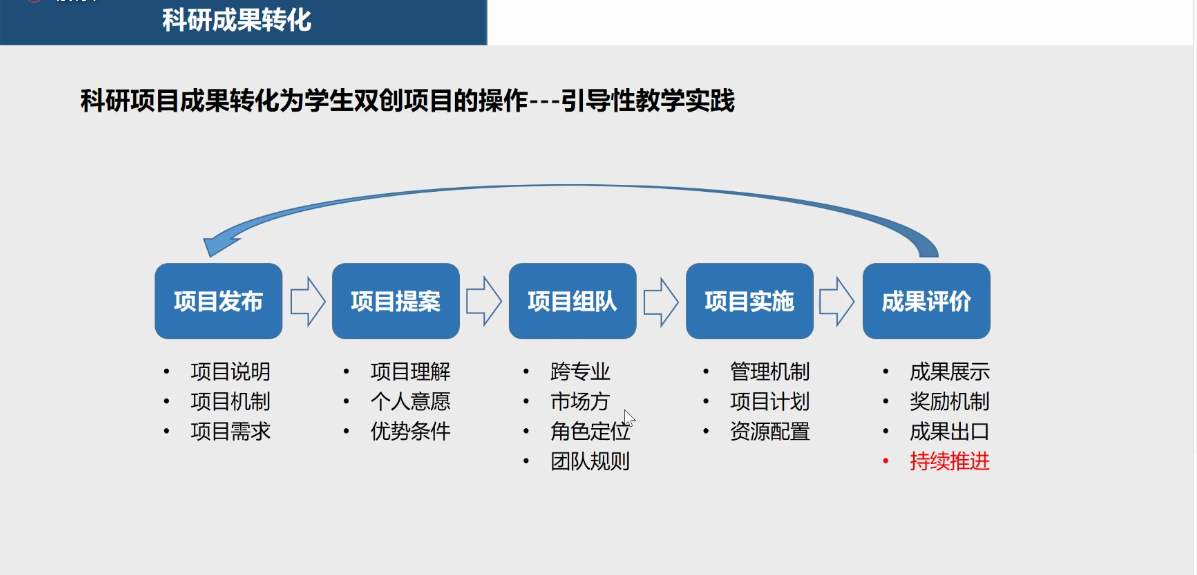 科研成果转化
科研项目成果转化为学生双创项目的操作---引导性教学实践
项目发布
项目提案
项目组队
项目实施
成果评价
• 项目说明
• 项目机制
• 项目需求
• 项目理解
• 个人意愿
• 优势条件
• 跨专业
• 市场方
• 角色定位
• 团队规则
• 管理机制
• 项目计划
• 资源配置
• 成果展示
• 奖励机制
• 成果出口
• 持续推进